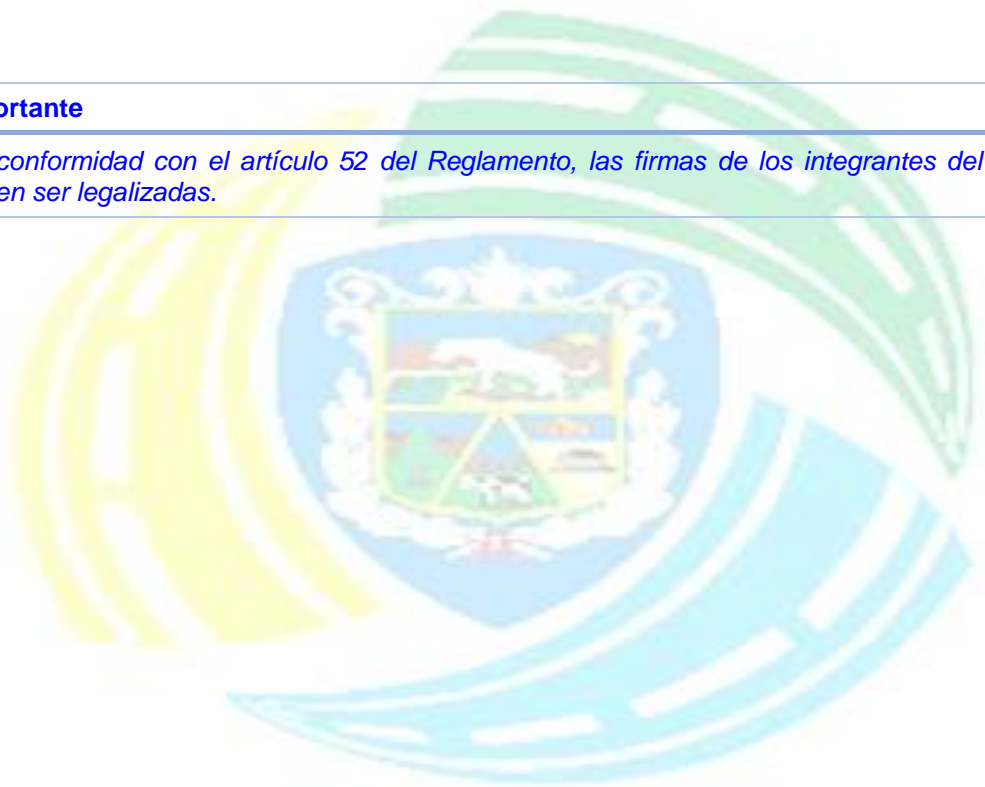 ortante
conformidad con el artículo 52 del Reglamento, las firmas de los integrantes del
en ser legalizadas.